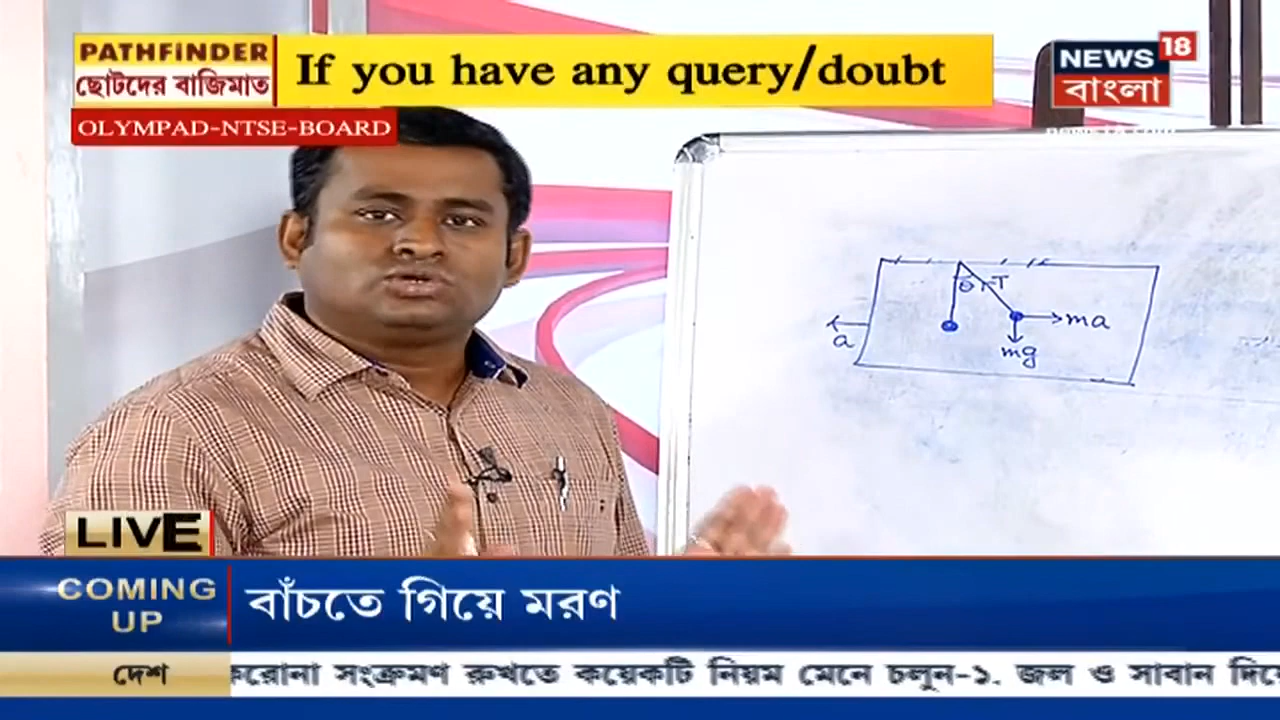 PATHFINDER
ছোটদের বাজিমাত
If you have any query/doubt
OLYMPAD-NTSE-BOARD
NEWS 18
বাংলা
θ
T
ma
a
mg
LIVE
COMING UP
বাঁচতে গিয়ে মরণ
দেশ
করোনা সংক্রমণ রুখতে কয়েকটি নিয়ম মেনে চলুন-১. জল ও সাবান দিয়ে